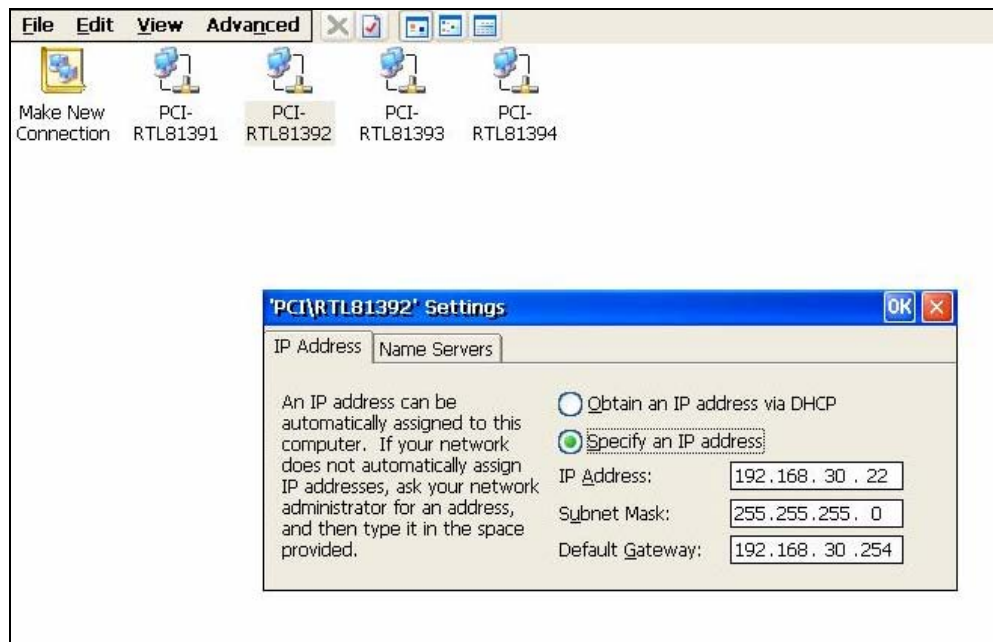 File Edit View Advanced
Make New Connection
PCI-RTL81391
PCI-RTL81392
PCI-RTL81393
PCI-RTL81394
'PCI\RTL81392' Settings
OK
IP Address
Name Servers
An IP address can be
automatically assigned to this
computer. If your network
does not automatically assign
IP addresses, ask your network
administrator for an address,
and then type it in the space
provided.
Obtain an IP address via DHCP
Specify an IP address
IP Address: 192.168. 30 . 22
Subnet Mask: 255.255.255. 0
Default Gateway: 192.168. 30 .254